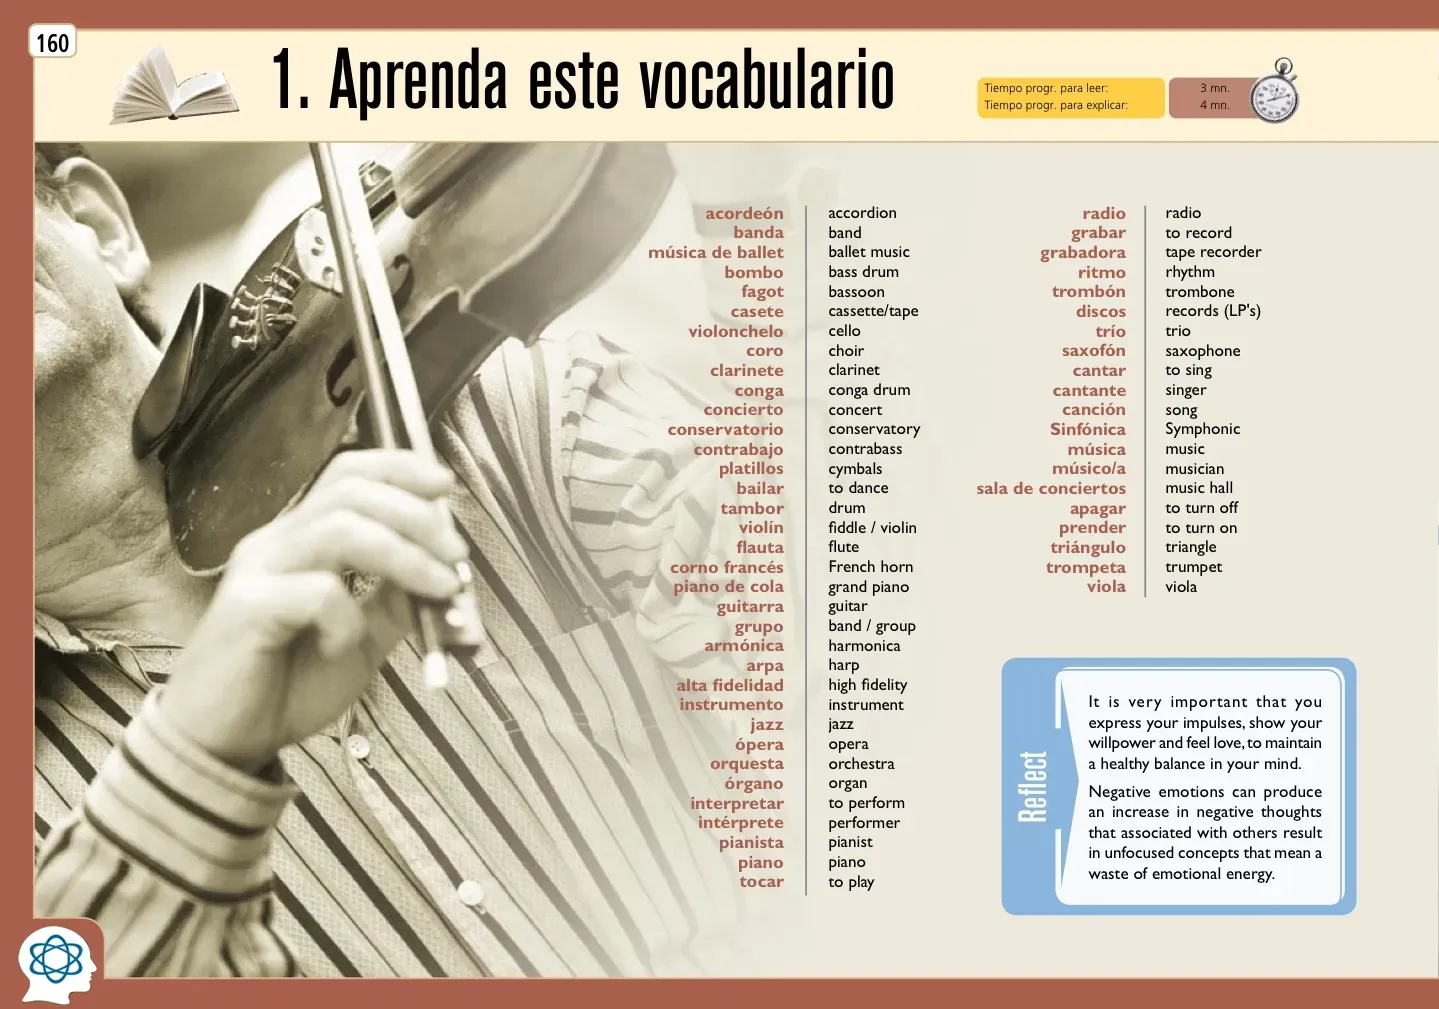 160
1. Aprenda este vocabulario
Tiempo progr. para leer: 3 mn.
Tiempo progr. para explicar: 4 mn.
acordeón accordion
banda band
música de ballet ballet music
bombo bass drum
fagot bassoon
casete cassette/tape
violonchelo cello
coro choir
clarinete clarinet
conga conga drum
concierto concert
conservatorio conservatory
contrabajo contrabass
platillos cymbals
bailar to dance
tambor drum
violín fiddle / violin
flauta flute
corno francés French horn
piano de cola grand piano
guitarra guitar
grupo band / group
armónica harmonica
arpa harp
alta fidelidad high fidelity
instrumento instrument
jazz jazz
ópera opera
orquesta orchestra
órgano organ
interpretar to perform
intérprete performer
pianista pianist
piano piano
tocar to play
radio radio
grabar to record
grabadora tape recorder
ritmo rhythm
trombón trombone
discos records (LP's)
trío trio
saxofón saxophone
cantar to sing
cantante singer
canción song
Sinfónica Symphonic
música music
músico/a musician
sala de conciertos music hall
apagar to turn off
prender to turn on
triángulo triangle
trompeta trumpet
viola viola
Reflect
It is very important that you
express your impulses, show your
willpower and feel love, to maintain
a healthy balance in your mind.
Negative emotions can produce
an increase in negative thoughts
that associated with others result
in unfocused concepts that mean a
waste of emotional energy.